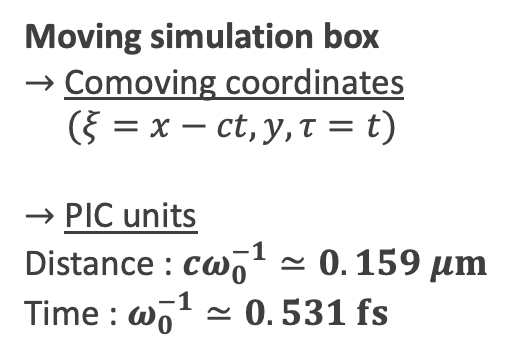 Moving simulation box
→ Comoving coordinates
(ξ = x − ct, y, τ = t)
→ PIC units
Distance : cω₀⁻¹ ≃ 0.159 μm
Time : ω₀⁻¹ ≃ 0.531 fs